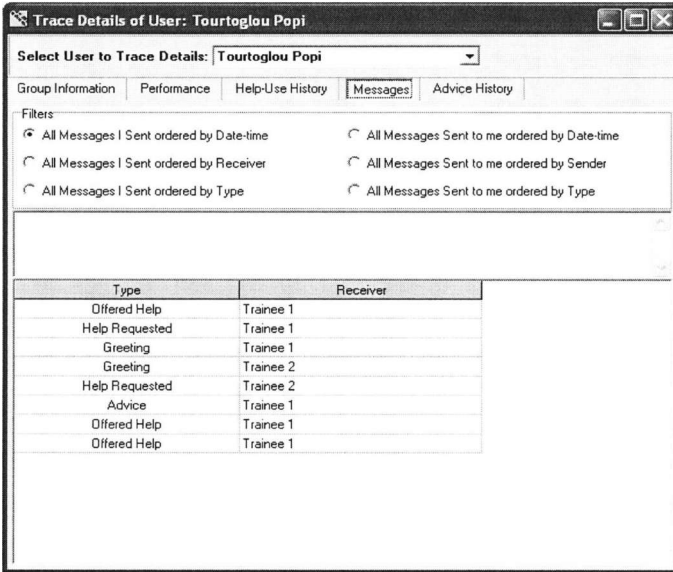 Trace Details of User: Tourtoglou Popi
Select User to Trace Details: Tourtoglou Popi
Group Information Performance Help-Use History Messages Advice History
Filters
All Messages I Sent ordered by Date-time All Messages Sent to me ordered by Date-time
All Messages I Sent ordered by Receiver All Messages Sent to me ordered by Sender
All Messages I Sent ordered by Type All Messages Sent to me ordered by Type
Type Receiver
Offered Help Trainee 1
Help Requested Trainee 1
Greeting Trainee 1
Greeting Trainee 2
Help Requested Trainee 2
Advice Trainee 1
Offered Help Trainee 1
Offered Help Trainee 1